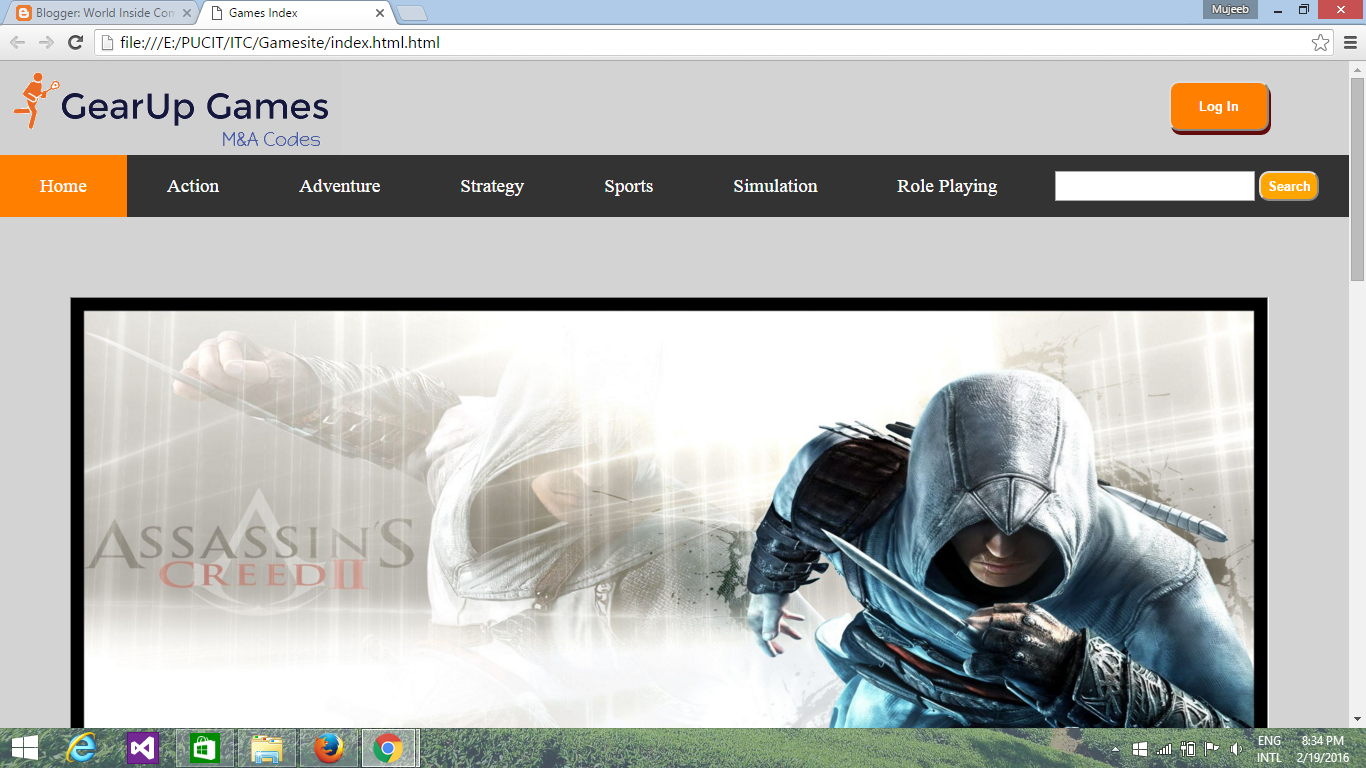 Blogger: World Inside Con
Games Index
Mujeeb
file:///E:/PUCIT/ITC/Gamesite/index.html.html
GearUp Games
M&A Codes
Log In
Home Action Adventure Strategy Sports Simulation Role Playing Search
ASSASSIN'S
CREED II
ENG 8:34 PM
INTL 2/19/2016